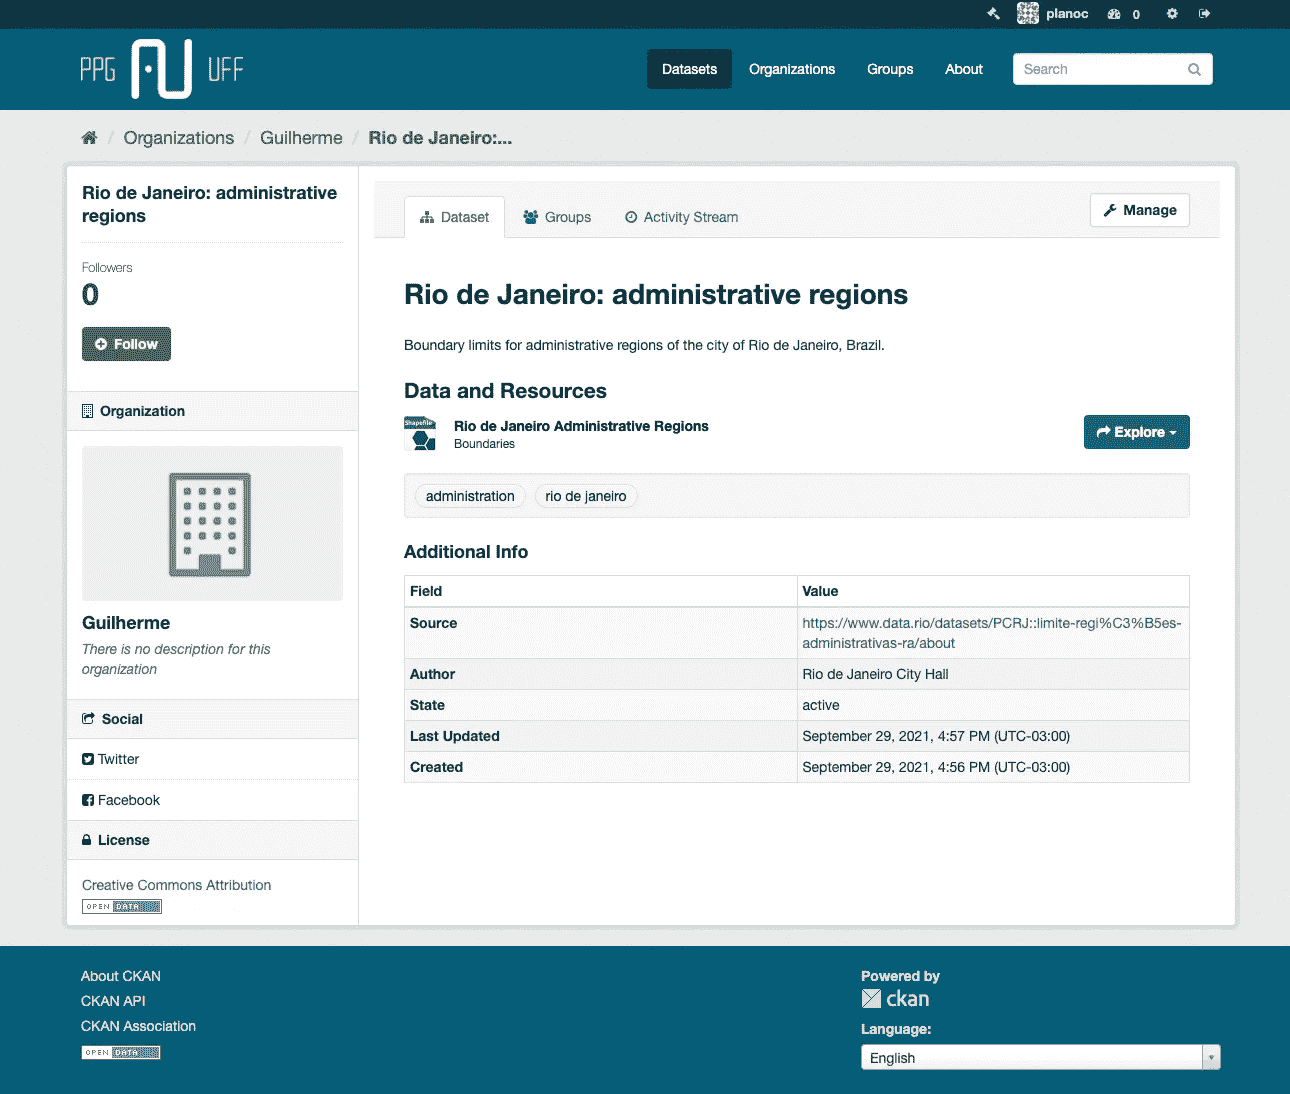 planoc 0
PPG AU UFF
Datasets Organizations Groups About Search
Organizations / Guilherme / Rio de Janeiro:...
Rio de Janeiro: administrative
regions
Followers
0
Follow
Organization
Guilherme
There is no description for this
organization
Social
Twitter
Facebook
License
Creative Commons Attribution
OPEN DATA
Dataset Groups Activity Stream Manage
Rio de Janeiro: administrative regions
Boundary limits for administrative regions of the city of Rio de Janeiro, Brazil.
Data and Resources
Shapefile
Rio de Janeiro Administrative Regions
Boundaries
Explore
administration rio de janeiro
Additional Info
Field Value
Source https://www.data.rio/datasets/PCRJ::limite-regi%C3%B5es-
administrativas-ra/about
Author Rio de Janeiro City Hall
State active
Last Updated September 29, 2021, 4:57 PM (UTC-03:00)
Created September 29, 2021, 4:56 PM (UTC-03:00)
About CKAN
CKAN API
CKAN Association
OPEN DATA
Powered by
ckan
Language:
English